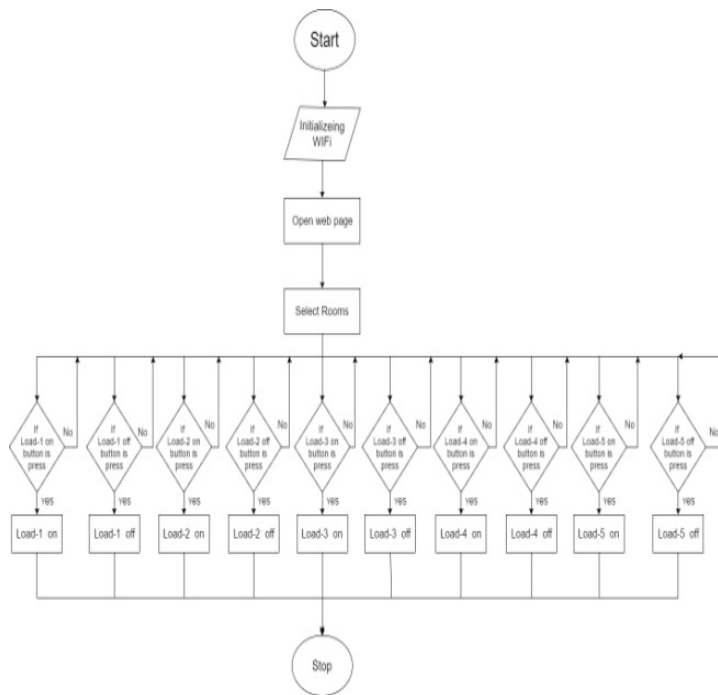 Start
Initializeing
WIFi
Open web page
Select Rooms
If
Load-1 on
button is
press
No
If
Load-1 off
button is
press
No
If
Load-2 on
button is
press
No
If
Load-2 off
button is
press
No
If
Load-3 on
button is
press
No
If
Load-3 off
button is
press
No
If
Load-4 on
button is
press
No
If
Load-4 off
button is
press
No
If
Load-5 on
button is
press
No
If
Load-5 off
button is
press
No
yes
yes
yes
yes
yes
yes
yes
yes
yes
yes
Load-1 on
Load-1 off
Load-2 on
Load-2 off
Load-3 on
Load-3 off
Load-4 on
Load-4 off
Load-5 on
Load-5 off
Stop